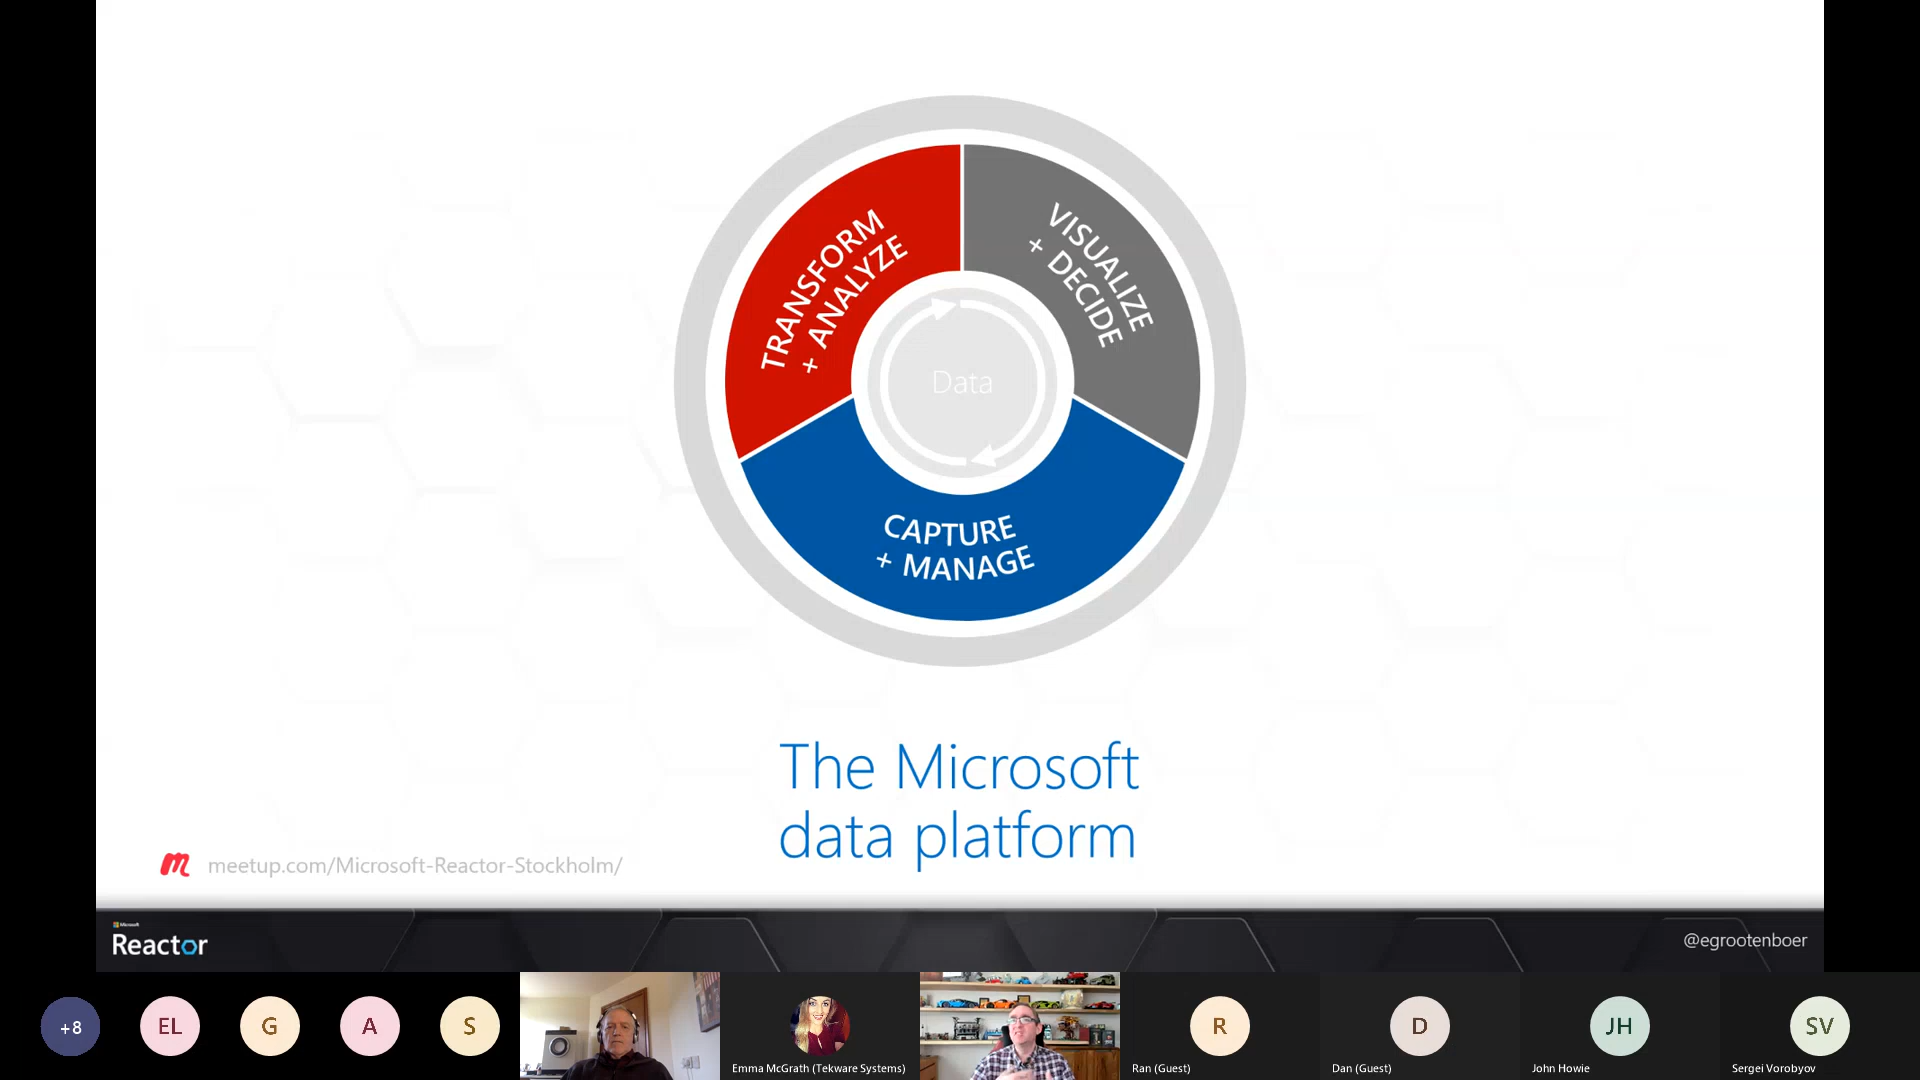 TRANSFORM
+ ANALYZE
VISUALIZE
+ DECIDE
Data
CAPTURE
+ MANAGE
The Microsoft
data platform
meetup.com/Microsoft-Reactor-Stockholm/
Microsoft
Reactor
@egrootenboer
+8
EL
G
A
S
Emma McGrath (Tekware Systems)
R
Ran (Guest)
D
Dan (Guest)
JH
John Howie
SV
Sergei Vorobyov